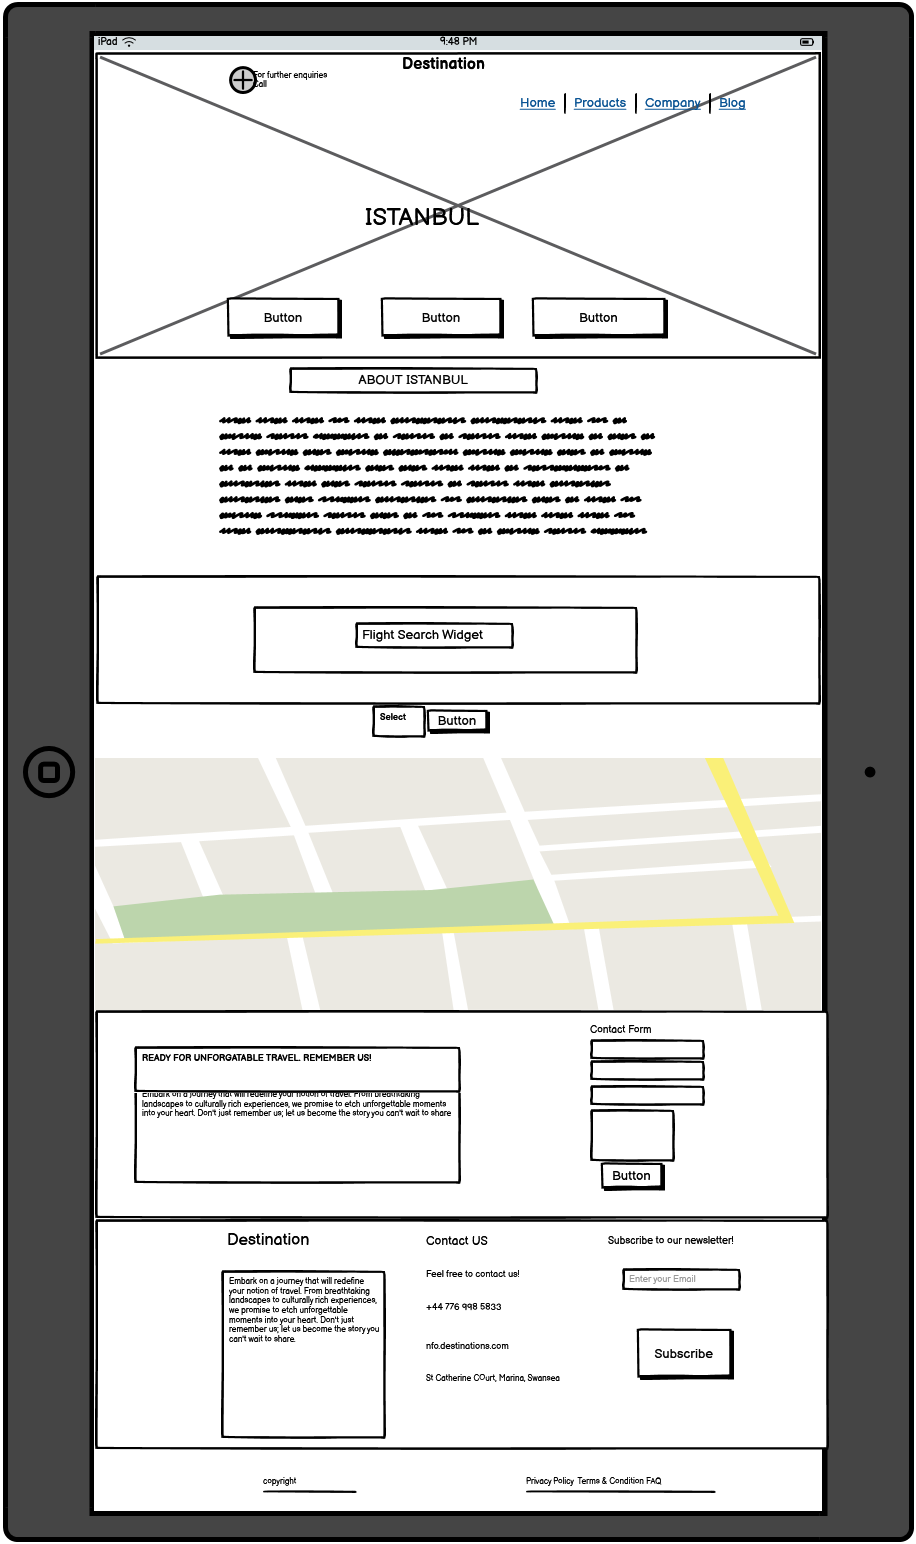 iPad
9:48 PM
Destination
For further enquiries
Call
Home
Products
Company
Blog
ISTANBUL
Button
Button
Button
ABOUT ISTANBUL
Flight Search Widget
Select
Button
Contact Form
READY FOR UNFORGATABLE TRAVEL. REMEMBER US!
Embark on a journey that will redefine your notion of travel. From breathtaking
landscapes to culturally rich experiences, we promise to etch unforgettable moments
into your heart. Don't just remember us; let us become the story you can't wait to share
Button
Destination
Embark on a journey that will redefine
your notion of travel. From breathtaking
landscapes to culturally rich experiences,
we promise to etch unforgettable
moments into your heart. Don't just
remember us; let us become the story you
can't wait to share.
Contact US
Feel free to contact us!
+44 776 998 5833
nfo.destinations.com
St Catherine COurt, Marina, Swansea
Subscribe to our newsletter!
Enter your Email
Subscribe
copyright
Privacy Policy Terms & Condition FAQ